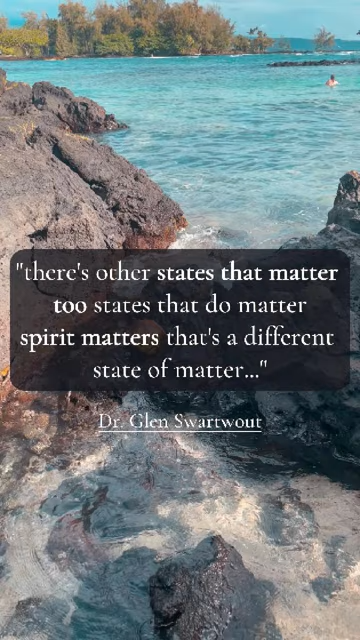 "there's other states that matter
too states that do matter
spirit matters that's a different
state of matter..."
Dr. Glen Swartwout